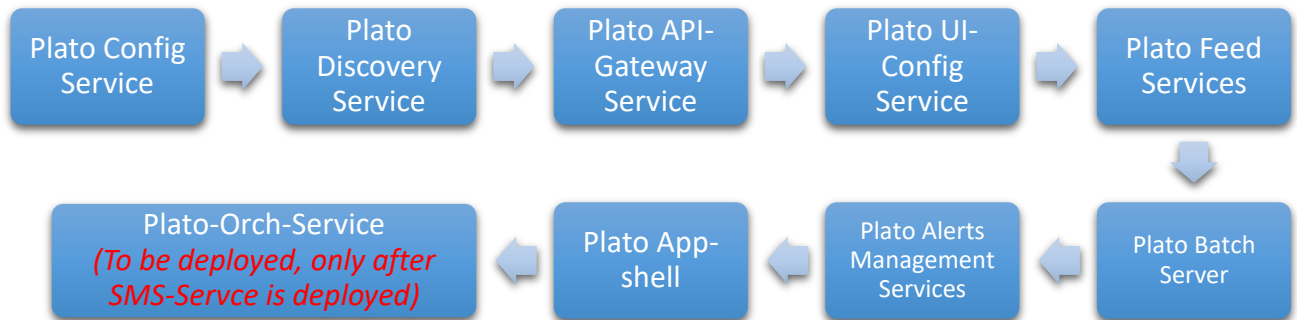 Plato Config
Service
Plato
Discovery
Service
Plato API-
Gateway
Service
Plato UI-
Config
Service
Plato Feed
Services
Plato Batch
Server
Plato Alerts
Management
Services
Plato App-
shell
Plato-Orch-Service
(To be deployed, only after
SMS-Servce is deployed)